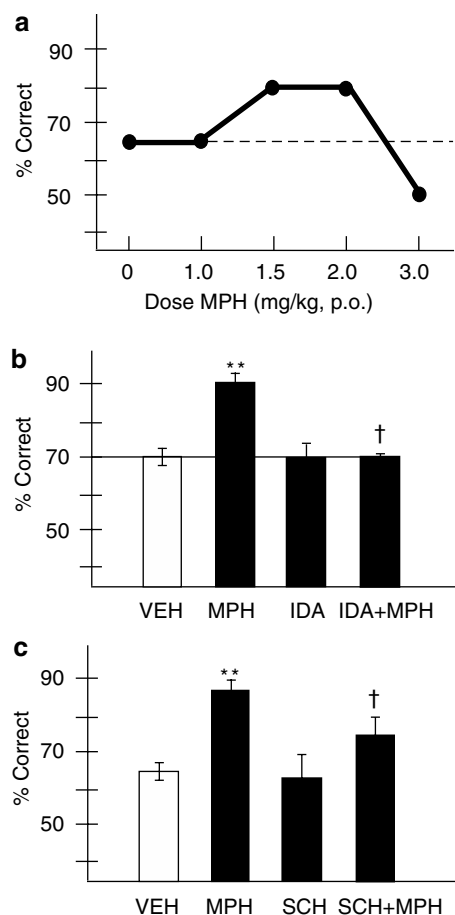 a
90
70
50
% Correct
0 1.0 1.5 2.0 3.0
Dose MPH (mg/kg, p.o.)
b
90
70
50
% Correct
**
†
VEH MPH IDA IDA+MPH
c
90
70
50
% Correct
**
†
VEH MPH SCH SCH+MPH